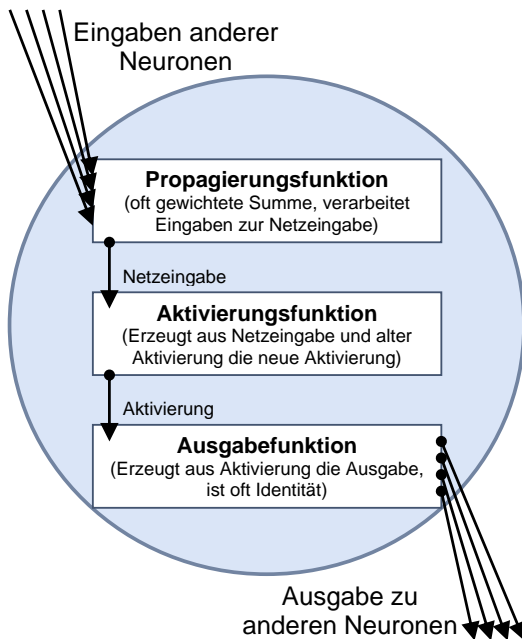 Eingaben anderer
Neuronen
Propagierungsfunktion
(oft gewichtete Summe, verarbeitet
Eingaben zur Netzeingabe)
Netzeingabe
Aktivierungsfunktion
(Erzeugt aus Netzeingabe und alter
Aktivierung die neue Aktivierung)
Aktivierung
Ausgabefunktion
(Erzeugt aus Aktivierung die Ausgabe,
ist oft Identität)
Ausgabe zu
anderen Neuronen